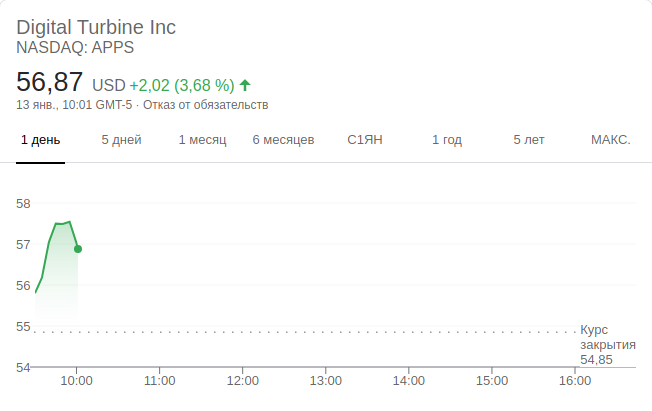 Digital Turbine Inc
NASDAQ: APPS
56,87 USD +2,02 (3,68 %)
13 янв., 10:01 GMT-5 · Отказ от обязательств
1 день 5 дней 1 месяц 6 месяцев С1ЯН 1 год 5 лет МАКС.
58
57
56
55
Курс
закрытия
54,85
54
10:00 11:00 12:00 13:00 14:00 15:00 16:00